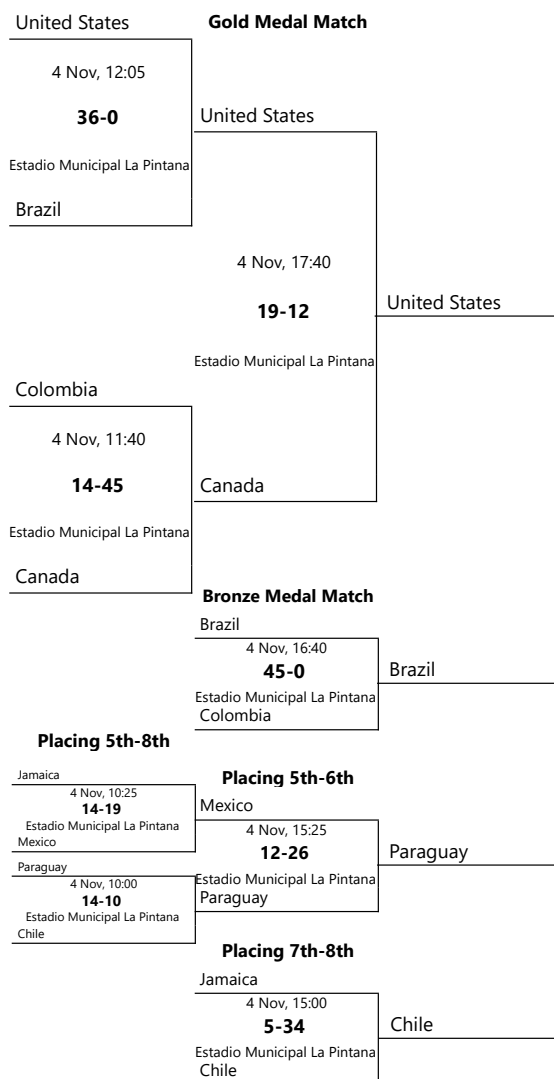 United States
Gold Medal Match
4 Nov, 12:05
36-0
United States
Estadio Municipal La Pintana
Brazil
4 Nov, 17:40
19-12
United States
Estadio Municipal La Pintana
Colombia
4 Nov, 11:40
14-45
Canada
Estadio Municipal La Pintana
Canada
Bronze Medal Match
Brazil
4 Nov, 16:40
45-0
Brazil
Estadio Municipal La Pintana
Colombia
Placing 5th-8th
Jamaica
4 Nov, 10:25
14-19
Estadio Municipal La Pintana
Mexico
Placing 5th-6th
Mexico
4 Nov, 15:25
12-26
Paraguay
Estadio Municipal La Pintana
Paraguay
Paraguay
4 Nov, 10:00
14-10
Estadio Municipal La Pintana
Chile
Placing 7th-8th
Jamaica
4 Nov, 15:00
5-34
Chile
Estadio Municipal La Pintana
Chile